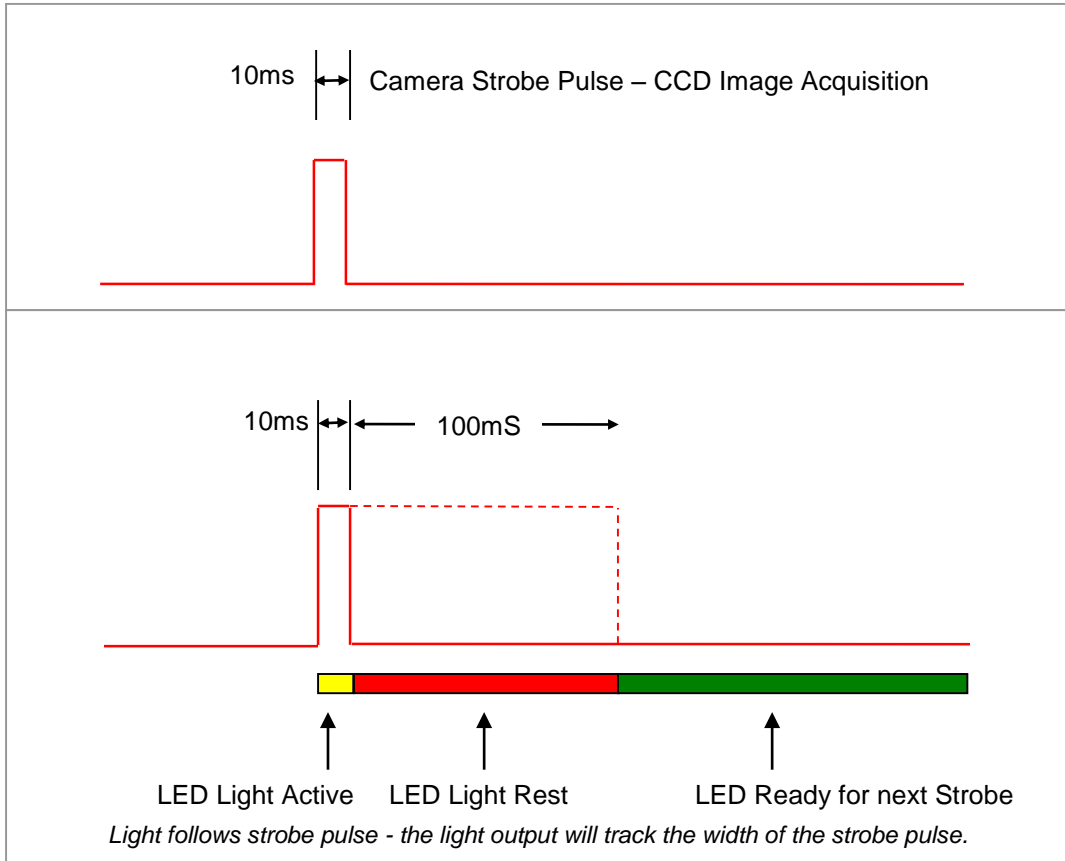 10ms Camera Strobe Pulse – CCD Image Acquisition
10ms 100mS
LED Light Active LED Light Rest LED Ready for next Strobe
Light follows strobe pulse - the light output will track the width of the strobe pulse.